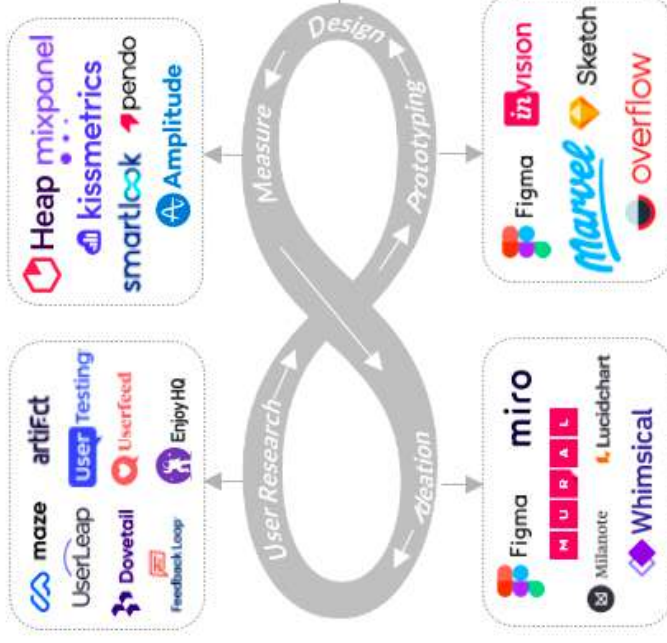 maze
artifact
UserLeap
User Testing
Dovetail
Userfeed
Feedback Loop
EnjoyHQ
Heap
mixpanel
kissmetrics
smartlook
pendo
Amplitude
User Research
Measure
Design
Ideation
Prototyping
Figma
miro
MURAL
Milanote
Lucidchart
Whimsical
Figma
inVISION
Marvel
Sketch
overflow